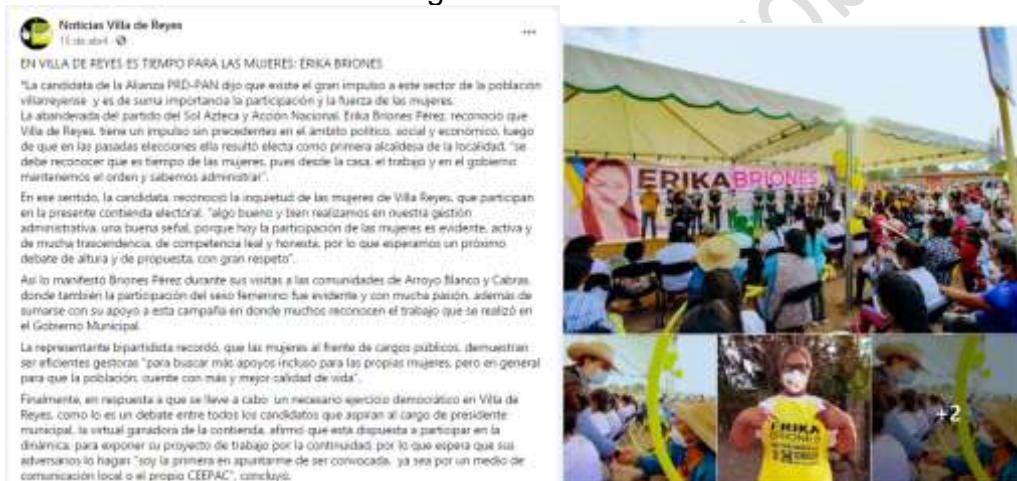 Noticias Villa de Reyes
15 de abril
EN VILLA DE REYES ES TIEMPO PARA LAS MUJERES: ERIKA BRIONES
*La candidata de la Alianza PRD-PAN dijo que existe el gran impulso a este sector de la población
villarreyense y es de suma importancia la participación y la fuerza de las mujeres.
La abanderada del partido del Sol Azteca y Acción Nacional, Erika Briones Pérez, reconoció que
Villa de Reyes, tiene un impulso sin precedentes en el ámbito político, social y económico, luego
de que en las pasadas elecciones ella resultó electa como primera alcaldesa de la localidad, "se
debe reconocer que es tiempo de las mujeres, pues desde la casa, el trabajo y en el gobierno
mantenemos el orden y sabemos administrar".
En ese sentido, la candidata, reconoció la inquietud de las mujeres de Villa Reyes, que participan
en la presente contienda electoral, "algo bueno y bien realizamos en nuestra gestión
administrativa, una buena señal, porque hoy la participación de las mujeres es evidente, activa y
de mucha trascendencia, de competencia leal y honesta, por lo que esperamos un próximo
debate de altura y de propuesta, con gran respeto".
Así lo manifestó Briones Pérez durante sus visitas a las comunidades de Arroyo Blanco y Cabras,
donde también la participación del sexo femenino fue evidente y con mucha pasión, además de
sumarse con su apoyo a esta campaña en donde muchos reconocen el trabajo que se realizó en
el Gobierno Municipal.
La representante bipartidista recordó, que las mujeres al frente de cargos públicos, demuestran
ser eficientes gestoras "para buscar más apoyos incluso para las propias mujeres, pero en general
para que la población, cuente con más y mejor calidad de vida".
Finalmente, en respuesta a que se lleve a cabo un necesario ejercicio democrático en Villa de
Reyes, como lo es un debate entre todos los candidatos que aspiran al cargo de presidente
municipal, la virtual ganadora de la contienda, afirmó que está dispuesta a participar en la
dinámica, para exponer su proyecto de trabajo por la continuidad, por lo que espera que sus
adversarios lo hagan "soy la primera en apuntarme de ser convocada, ya sea por un medio de
comunicación local o el propio CEEPAC", concluyó.
ERIKA BRIONES
ERIKA
BRIONES
+2